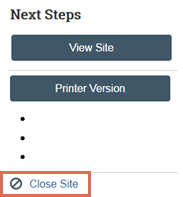 Next Steps
View Site
Printer Version
Close Site